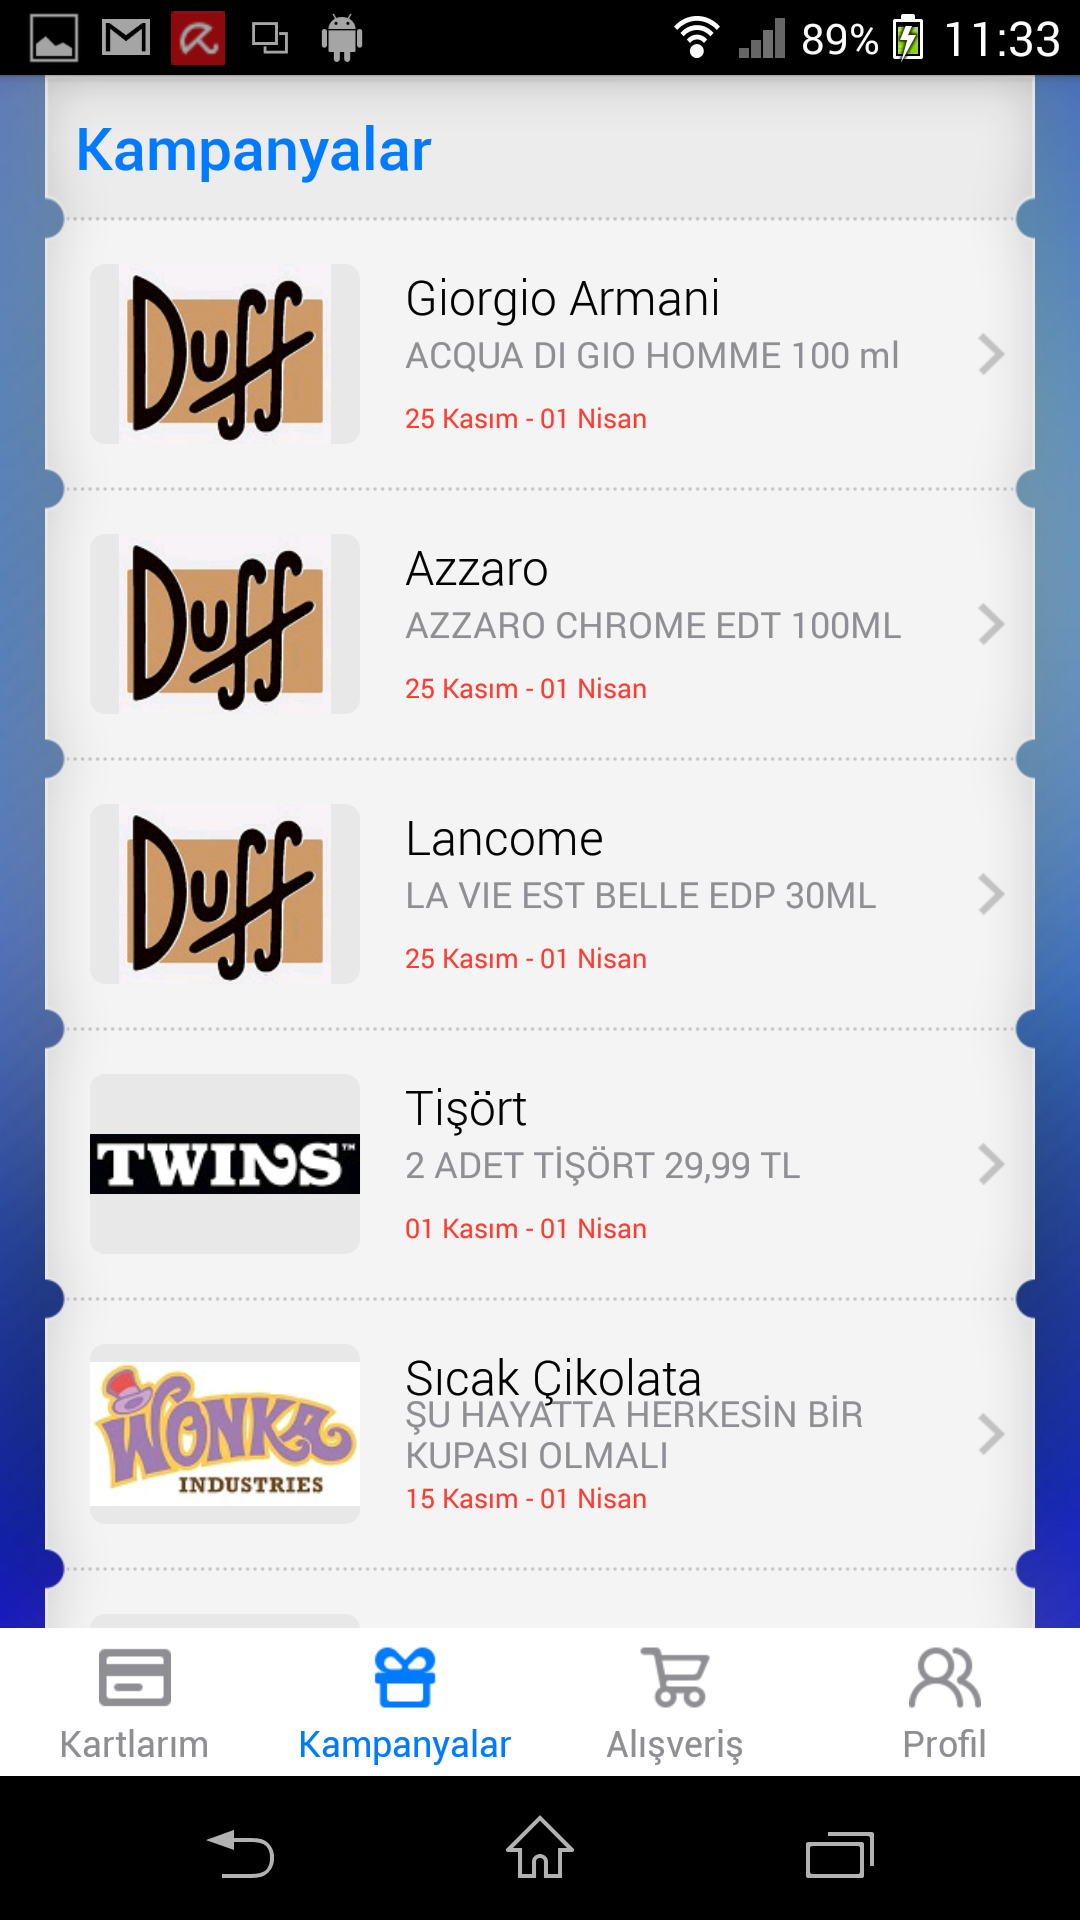 89% 11:33
Kampanyalar
Duff
Giorgio Armani
ACQUA DI GIO HOMME 100 ml
25 Kasım - 01 Nisan
Duff
Azzaro
AZZARO CHROME EDT 100ML
25 Kasım - 01 Nisan
Duff
Lancome
LA VIE EST BELLE EDP 30ML
25 Kasım - 01 Nisan
TWINS™
Tişört
2 ADET TİŞÖRT 29,99 TL
01 Kasım - 01 Nisan
WONKA
INDUSTRIES
Sıcak Çikolata
ŞU HAYATTA HERKESİN BİR
KUPASI OLMALI
15 Kasım - 01 Nisan
Kartlarım Kampanyalar Alışveriş Profil